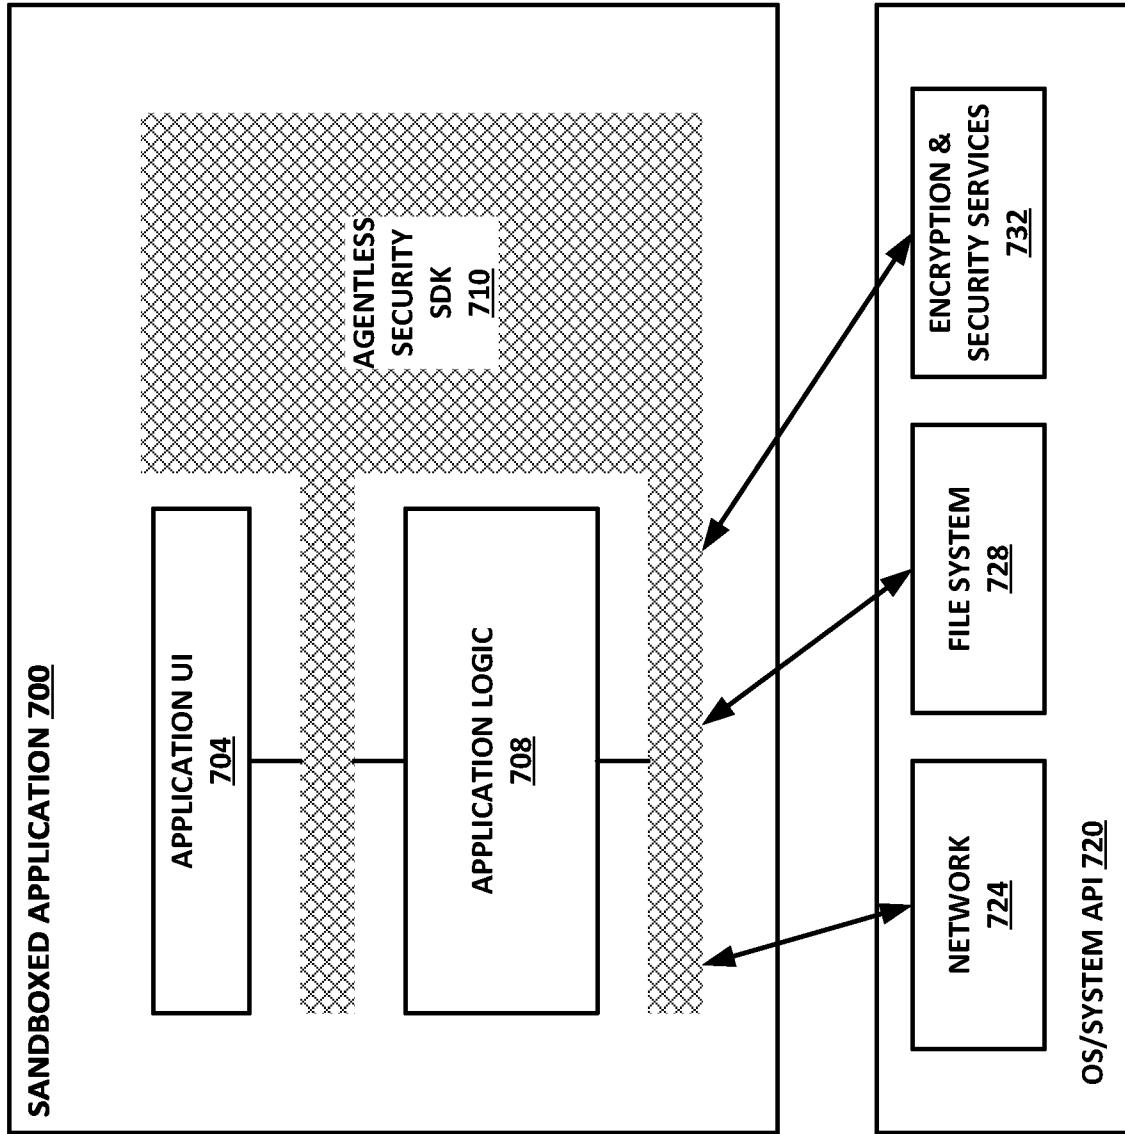 SANDBOXED APPLICATION 700
APPLICATION UI
704
APPLICATION LOGIC
708
AGENTLESS
SECURITY
SDK
710
NETWORK
724
FILE SYSTEM
728
ENCRYPTION &
SECURITY SERVICES
732
OS/SYSTEM API 720